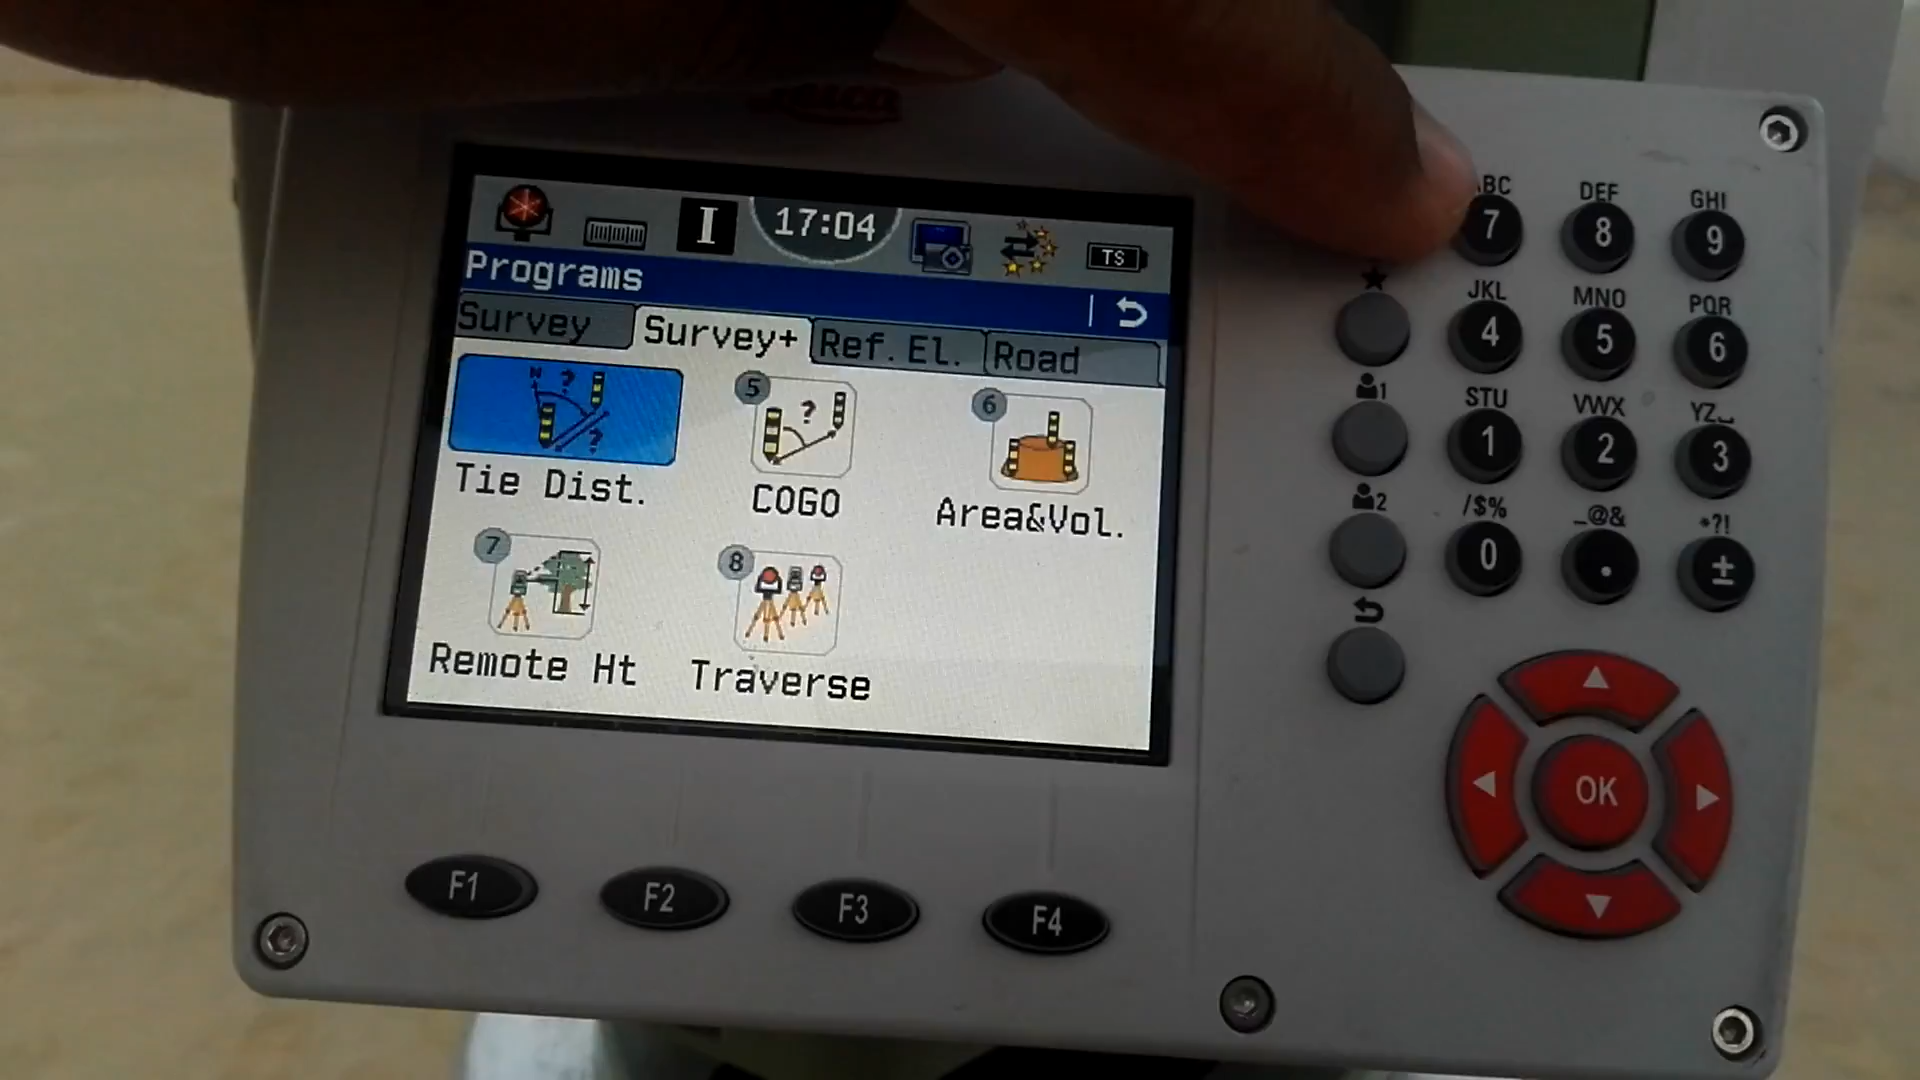 Leica
I 17:04 TS
Programs
Survey Survey+ Ref.El. Road
N ? ?
5 ?
6
Tie Dist. COGO Area&Vol.
7
8
Remote Ht Traverse
F1 F2 F3 F4
7 DEF 8 GHI 9
★
JKL 4 MNO 5 PQR 6
1
STU 1 VWX 2 YZ⎵ 3
2
/$% 0 _@& . *?! ±
OK